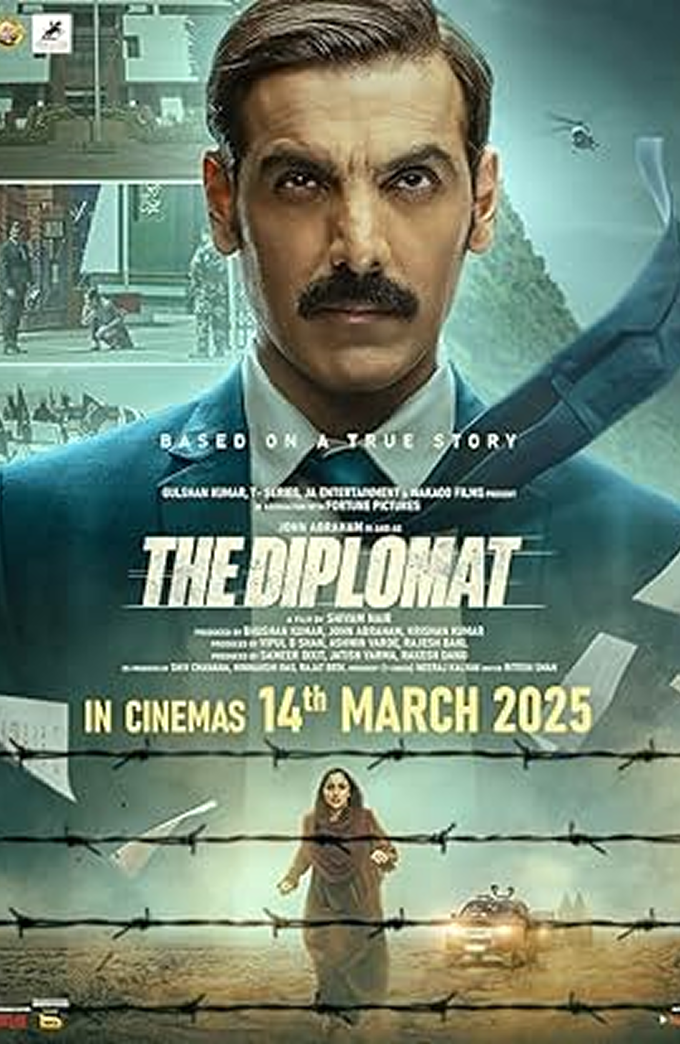 BASED ON A TRUE STORY
GULSHAN KUMAR, T-SERIES, JA ENTERTAINMENT & WAKAOO FILMS PRESENT
IN ASSOCIATION WITH FORTUNE PICTURES
JOHN ABRAHAM IN AND AS
THE DIPLOMAT
A FILM BY SHIVAM NAIR
PRODUCED BY BHUSHAN KUMAR, JOHN ABRAHAM, KRISHAN KUMAR
PRODUCED BY VIPUL D SHAH, ASHWIN VARDE, RAJESH BAHL
PRODUCED BY SAMEER DIXIT, JATISH VARMA, RAKESH DANG
IN CINEMAS 14th MARCH 2025